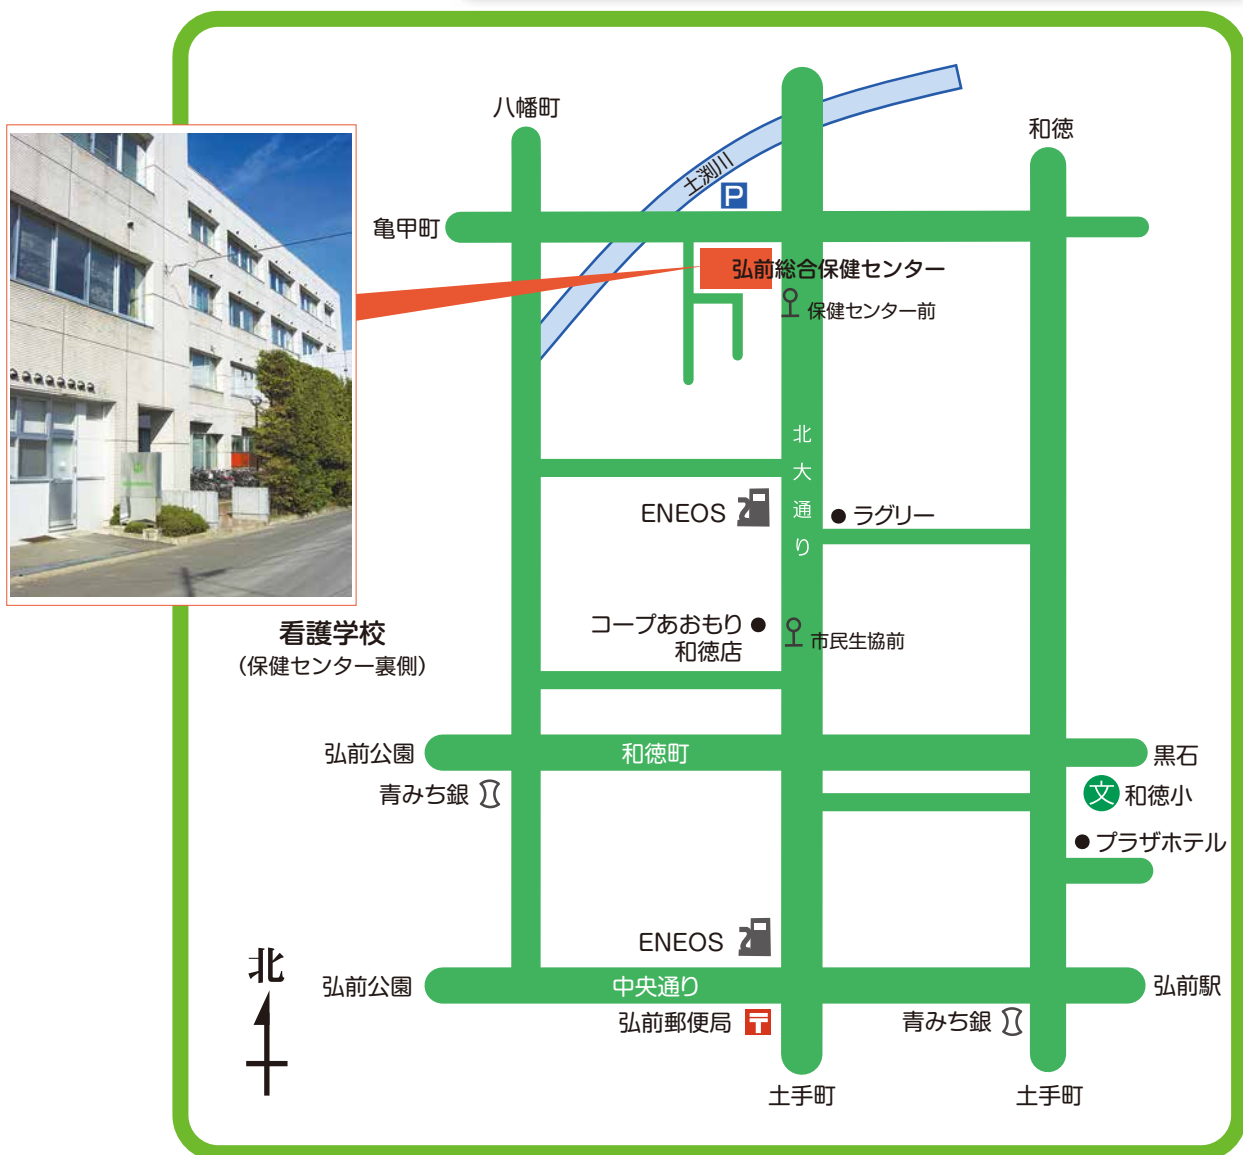 八幡町
和徳
土渕川
P
亀甲町
弘前総合保健センター
保健センター前
北大通り
ENEOS
ラグリー
コープあおもり
和徳店
市民生協前
看護学校
(保健センター裏側)
弘前公園
和徳町
黒石
青みち銀
文
和徳小
プラザホテル
ENEOS
北
弘前公園
中央通り
弘前駅
弘前郵便局
〒
青みち銀
土手町
土手町